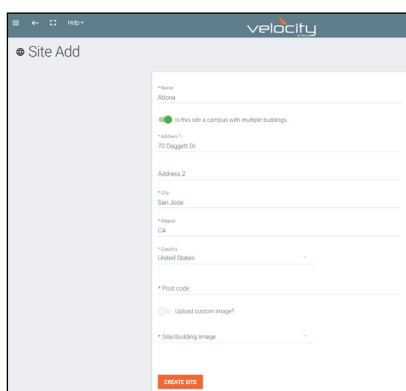 Help
velocity
Site Add
* Name
Atlona
Is this site a campus with multiple buildings
* Address 1
70 Daggett Dr
Address 2
* City
San Jose
* Region
CA
* Country
United States
* Post code
Upload custom image?
* Site/Building Image
CREATE SITE